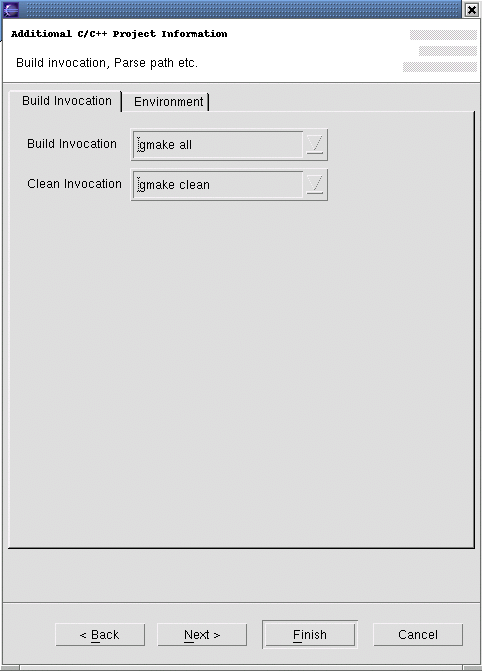 Additional C/C++ Project Information
Build invocation, Parse path etc.
Build Invocation Environment
Build Invocation gmake all
Clean Invocation gmake clean
< Back Next > Finish Cancel